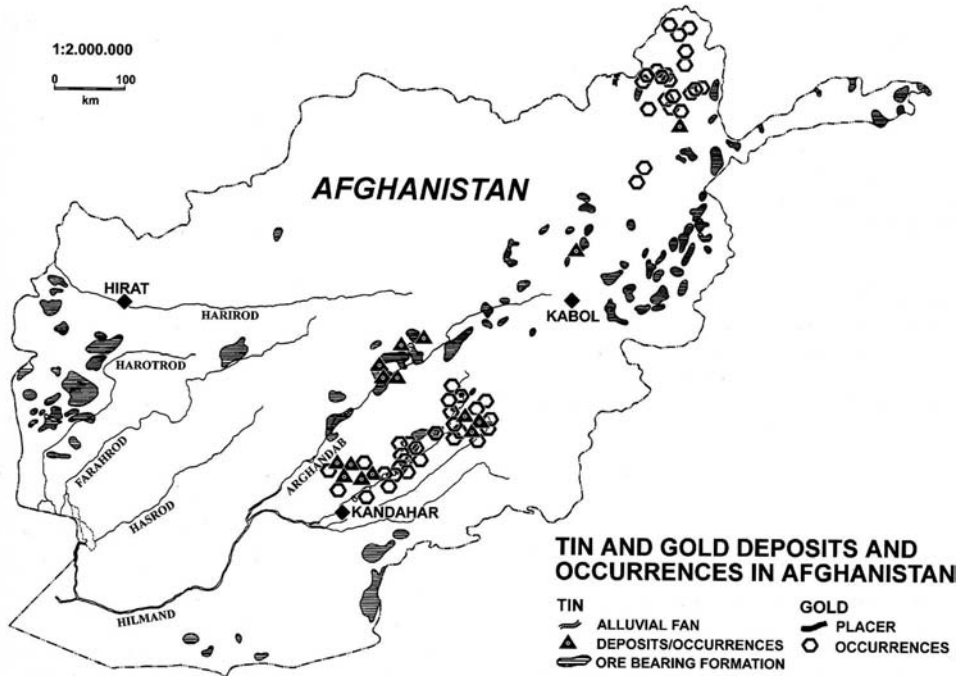 1:2.000.000
0 100
km
AFGHANISTAN
HIRAT
HARIROD
KABOL
HAROTROD
FARAHROD
ARGHANDAB
HASROD
KANDAHAR
HILMAND
TIN AND GOLD DEPOSITS AND
OCCURRENCES IN AFGHANISTAN
TIN
ALLUVIAL FAN
DEPOSITS/OCCURRENCES
ORE BEARING FORMATION
GOLD
PLACER
OCCURRENCES